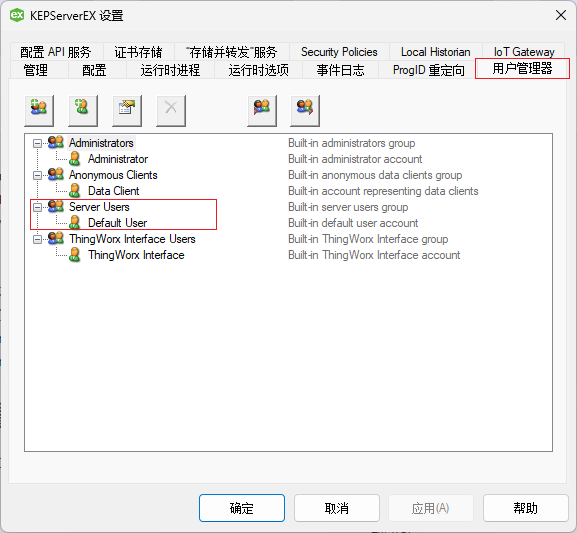 KEPServerEX 设置
配置 API 服务 证书存储 "存储并转发"服务 Security Policies Local Historian IoT Gateway
管理 配置 运行时进程 运行时选项 事件日志 ProgID 重定向 用户管理器
Administrators Built-in administrators group
Administrator Built-in administrator account
Anonymous Clients Built-in anonymous data clients group
Data Client Built-in account representing data clients
Server Users Built-in server users group
Default User Built-in default user account
ThingWorx Interface Users Built-in ThingWorx Interface group
ThingWorx Interface Built-in ThingWorx Interface account
确定 取消 应用(A) 帮助